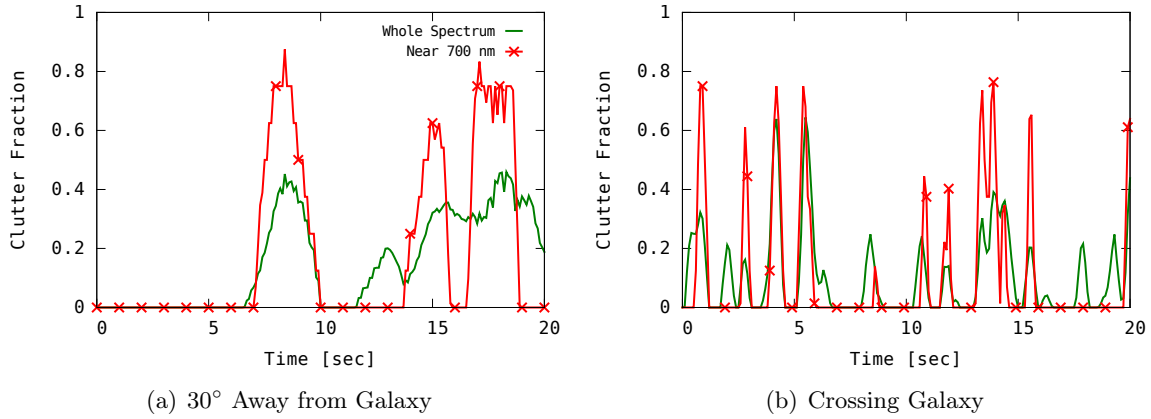 1
0.8
0.6
0.4
0.2
0
Clutter Fraction
Whole Spectrum
Near 700 nm
0 5 10 15 20
Time [sec]
(a) 30° Away from Galaxy
1
0.8
0.6
0.4
0.2
0
Clutter Fraction
0 5 10 15 20
Time [sec]
(b) Crossing Galaxy